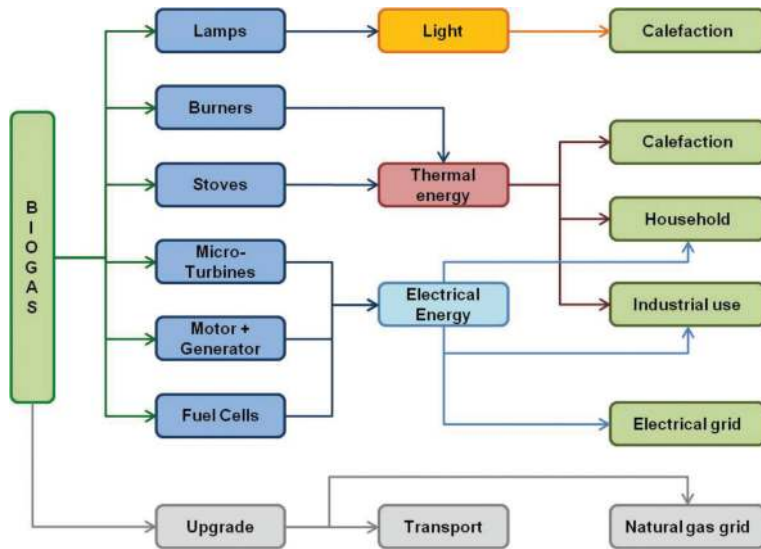 Lamps
Light
Calefaction
Burners
Calefaction
Stoves
Thermal
energy
Household
BIOGAS
Micro-
Turbines
Electrical
Energy
Industrial use
Motor +
Generator
Fuel Cells
Electrical grid
Upgrade
Transport
Natural gas grid